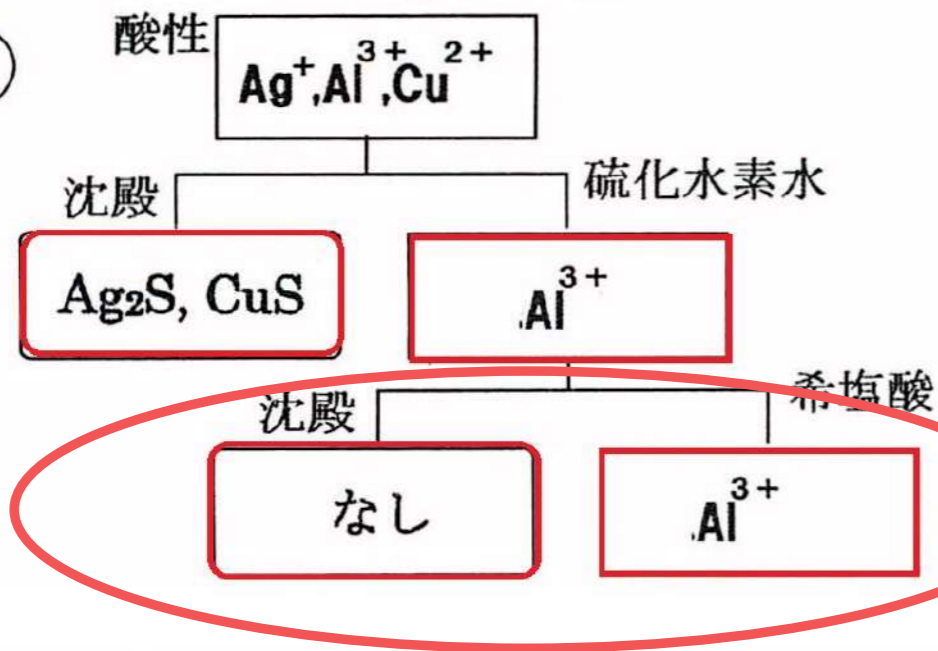 酸性
Ag⁺,Al³⁺,Cu²⁺
沈殿
硫化水素水
Ag₂S, CuS
Al³⁺
沈殿
希塩酸
なし
Al³⁺